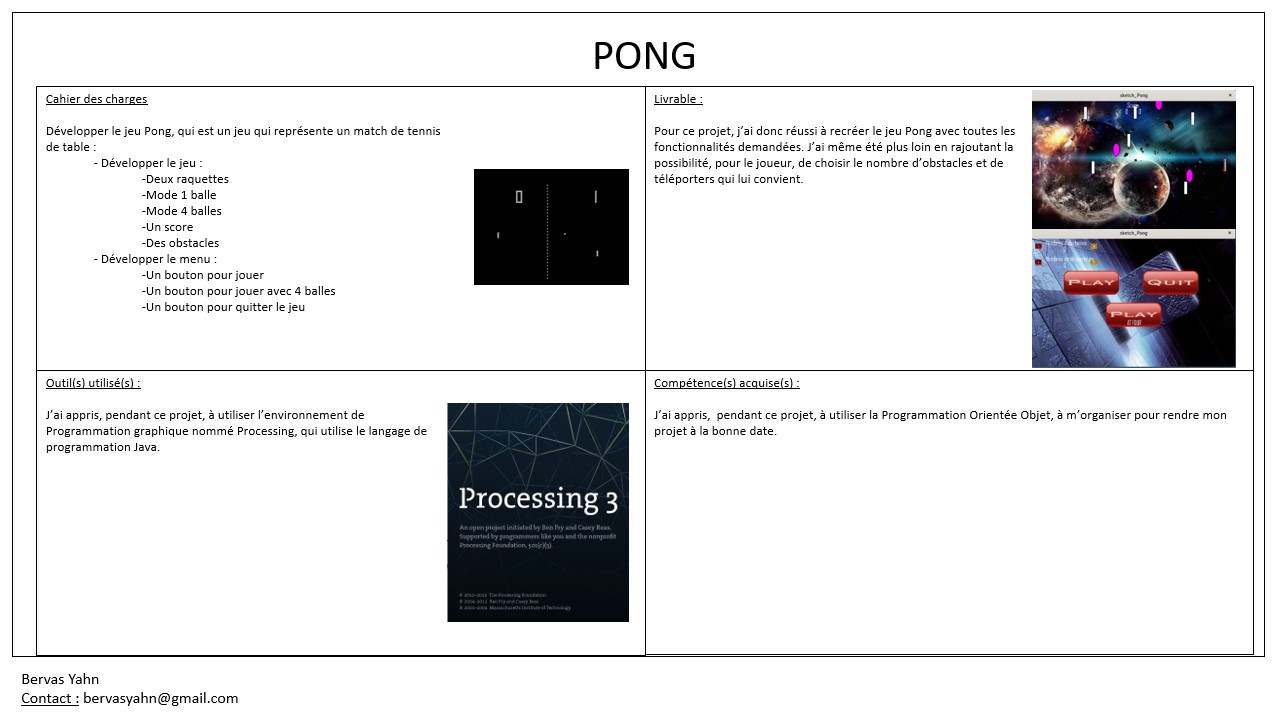 PONG
Cahier des charges
Développer le jeu Pong, qui est un jeu qui représente un match de tennis
de table :
- Développer le jeu :
-Deux raquettes
-Mode 1 balle
-Mode 4 balles
-Un score
-Des obstacles
- Développer le menu :
-Un bouton pour jouer
-Un bouton pour jouer avec 4 balles
-Un bouton pour quitter le jeu
Livrable :
Pour ce projet, j’ai donc réussi à recréer le jeu Pong avec toutes les
fonctionnalités demandées. J’ai même été plus loin en rajoutant la
possibilité, pour le joueur, de choisir le nombre d’obstacles et de
téléporters qui lui convient.
sketch_Pong
Score
sketch_Pong
PLAY
QUIT
PLAY
AT FOUR
Outil(s) utilisé(s) :
J’ai appris, pendant ce projet, à utiliser l’environnement de
Programmation graphique nommé Processing, qui utilise le langage de
programmation Java.
Processing 3
An open project initiated by Ben Fry and Casey Reas.
Supported by programmers like you and the nonprofit
Processing Foundation, 501(c)(3).
© 2012–2016 The Processing Foundation
© 2004–2012 Ben Fry and Casey Reas
© 2001–2004 Massachusetts Institute of Technology
Compétence(s) acquise(s) :
J’ai appris,  pendant ce projet, à utiliser la Programmation Orientée Objet, à m’organiser pour rendre mon
projet à la bonne date.
Bervas Yahn
Contact : bervasyahn@gmail.com